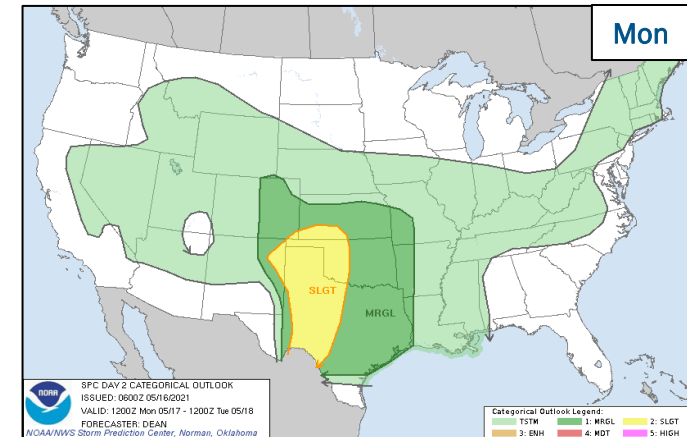 Mon
SLGT
MRGL
NOAA
SPC DAY 2 CATEGORICAL OUTLOOK
ISSUED: 0600Z 05/16/2021
VALID: 1200Z Mon 05/17 - 1200Z Tue 05/18
FORECASTER: DEAN
NOAA/NWS Storm Prediction Center, Norman, Oklahoma
Categorical Outlook Legend:
TSTM 1: MRGL 2: SLGT
3: ENH 4: MDT 5: HIGH